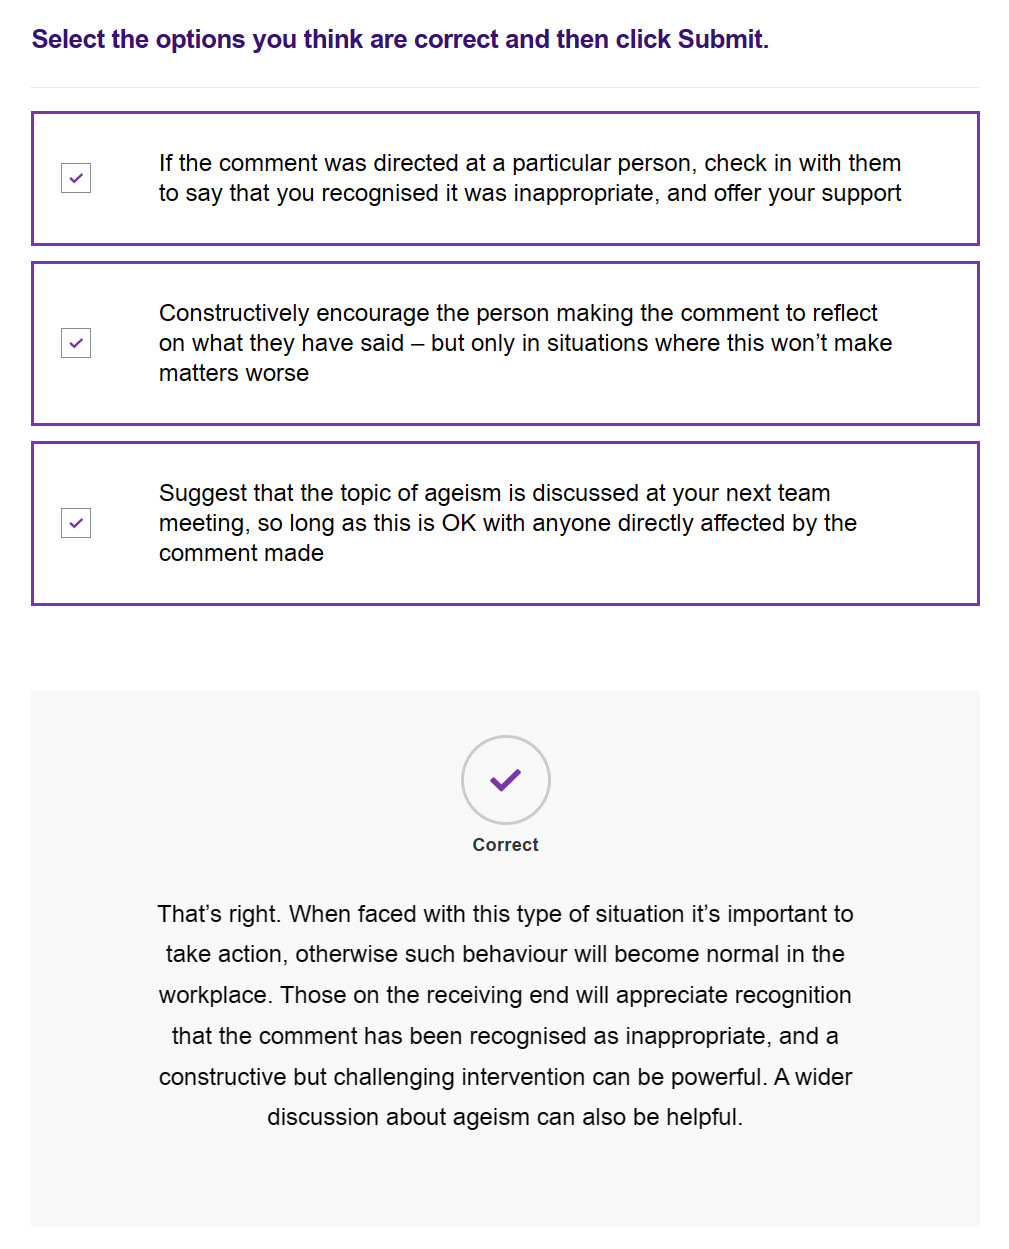 Select the options you think are correct and then click Submit.
If the comment was directed at a particular person, check in with them
to say that you recognised it was inappropriate, and offer your support
Constructively encourage the person making the comment to reflect
on what they have said – but only in situations where this won’t make
matters worse
Suggest that the topic of ageism is discussed at your next team
meeting, so long as this is OK with anyone directly affected by the
comment made
Correct
That’s right. When faced with this type of situation it’s important to
take action, otherwise such behaviour will become normal in the
workplace. Those on the receiving end will appreciate recognition
that the comment has been recognised as inappropriate, and a
constructive but challenging intervention can be powerful. A wider
discussion about ageism can also be helpful.